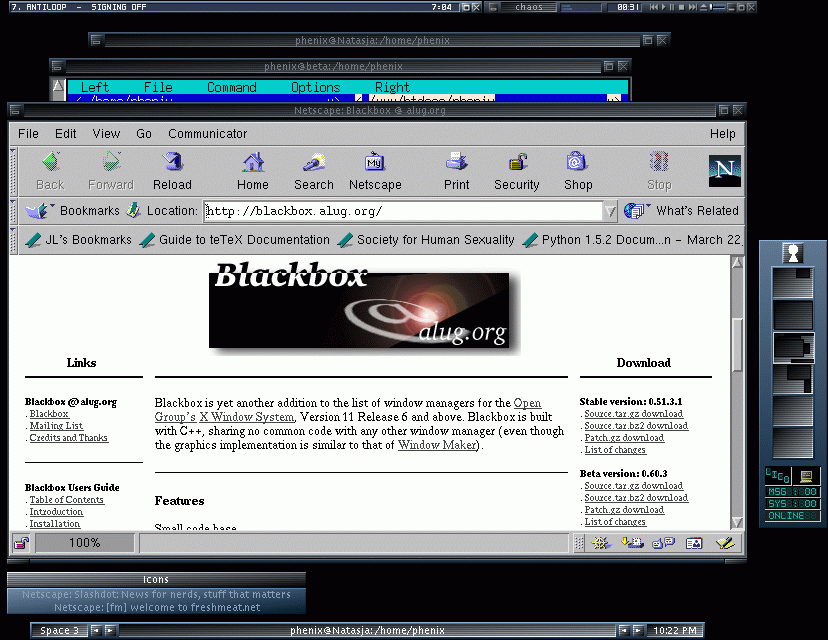 7. ANTILOOP - SIGNING OFF 7:04 chaos 00:31
phenix@Natasja:/home/phenix
phenix@beta:/home/phenix
Left File Command Options Right
Netscape: Blackbox @ alug.org
File Edit View Go Communicator Help
Back Forward Reload Home Search Netscape Print Security Shop Stop
My
N
Bookmarks Location: http://blackbox.alug.org/ What's Related
JL's Bookmarks Guide to teTeX Documentation Society for Human Sexuality Python 1.5.2 Docum...n - March 22,
Blackbox
@alug.org
Links
Blackbox @ alug.org
. Blackbox
. Mailing List
. Credits and Thanks
Blackbox Users Guide
. Table of Contents
. Introduction
. Installation
Blackbox is yet another addition to the list of window managers for the Open
Group's X Window System, Version 11 Release 6 and above. Blackbox is built
with C++, sharing no common code with any other window manager (even though
the graphics implementation is similar to that of Window Maker).
Features
Small code base
Download
Stable version: 0.51.3.1
. Source.tar.gz download
. Source.tar.bz2 download
. Patch.gz download
. List of changes
Beta version: 0.60.3
. Source.tar.gz download
. Source.tar.bz2 download
. Patch.gz download
. List of changes
LICQ
MSG : 00
SYS : 00
ONLINE
100%
Icons
Netscape: Slashdot: News for nerds, stuff that matters
Netscape: [fm] welcome to freshmeat.net
Space 3 phenix@Natasja:/home/phenix 10:22 PM